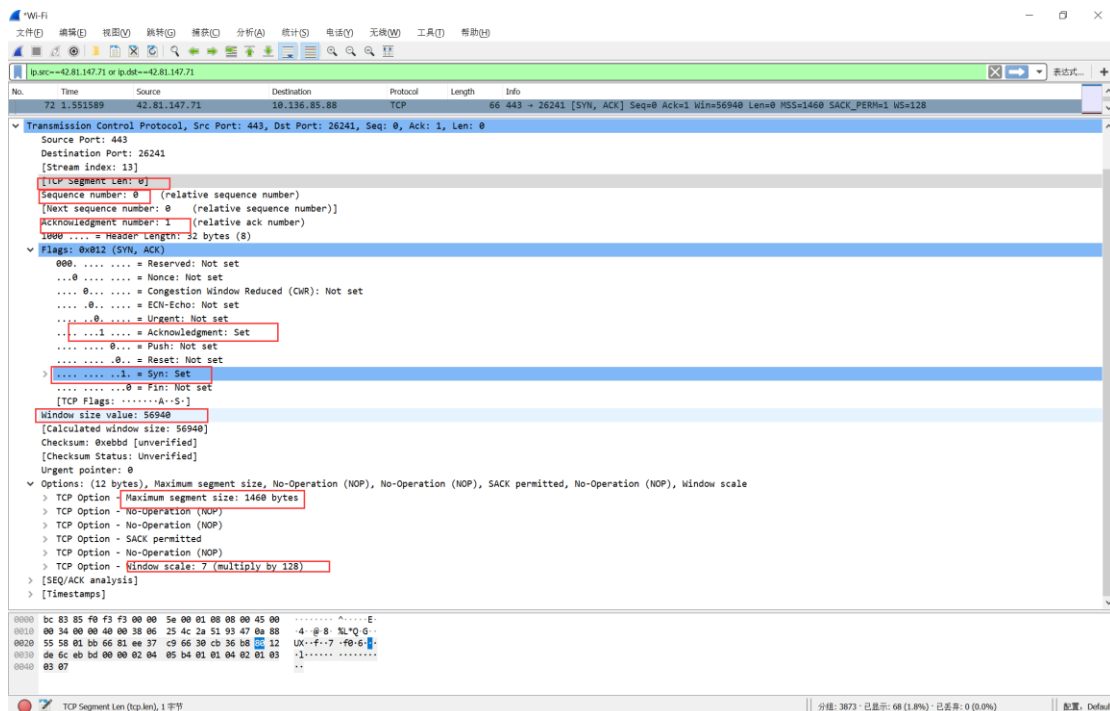 *Wi-Fi
文件(F) 编辑(E) 视图(V) 跳转(G) 捕获(C) 分析(A) 统计(S) 电话(Y) 无线(W) 工具(T) 帮助(H)
ip.src==42.81.147.71 or ip.dst==42.81.147.71 表达式… +
No. Time Source Destination Protocol Length Info
72 1.551589 42.81.147.71 10.136.85.88 TCP 66 443 → 26241 [SYN, ACK] Seq=0 Ack=1 Win=56940 Len=0 MSS=1460 SACK_PERM=1 WS=128
Transmission Control Protocol, Src Port: 443, Dst Port: 26241, Seq: 0, Ack: 1, Len: 0
Source Port: 443
Destination Port: 26241
[Stream index: 13]
[TCP Segment Len: 0]
Sequence number: 0 (relative sequence number)
[Next sequence number: 0 (relative sequence number)]
Acknowledgment number: 1 (relative ack number)
1000 .... = Header Length: 32 bytes (8)
Flags: 0x012 (SYN, ACK)
000. .... .... = Reserved: Not set
...0 .... .... = Nonce: Not set
.... 0... .... = Congestion Window Reduced (CWR): Not set
.... .0.. .... = ECN-Echo: Not set
.... ..0. .... = Urgent: Not set
.... ...1 .... = Acknowledgment: Set
.... .... 0... = Push: Not set
.... .... .0.. = Reset: Not set
.... .... ..1. = Syn: Set
.... .... ...0 = Fin: Not set
[TCP Flags: ·······A··S·]
Window size value: 56940
[Calculated window size: 56940]
Checksum: 0xebbd [unverified]
[Checksum Status: Unverified]
Urgent pointer: 0
Options: (12 bytes), Maximum segment size, No-Operation (NOP), No-Operation (NOP), SACK permitted, No-Operation (NOP), Window scale
TCP Option - Maximum segment size: 1460 bytes
TCP Option - No-Operation (NOP)
TCP Option - No-Operation (NOP)
TCP Option - SACK permitted
TCP Option - No-Operation (NOP)
TCP Option - Window scale: 7 (multiply by 128)
[SEQ/ACK analysis]
[Timestamps]
0000 bc 83 85 f0 f3 f3 00 00 5e 00 01 08 08 00 45 00 ········ ^·····E·
0010 00 34 00 00 40 00 38 06 25 4c 2a 51 93 47 0a 88 ·4··@·8· %L*Q·G··
0020 55 58 01 bb 66 81 ee 37 c9 66 30 cb 36 b8 80 12 UX··f··7 ·f0·6···
0030 de 6c eb bd 00 00 02 04 05 b4 01 01 04 02 01 03 ·l······ ········
0040 03 07 ··
TCP Segment Len (tcp.len), 1 字节 分组: 3873 · 已显示: 68 (1.8%) · 已丢弃: 0 (0.0%) 配置: Defaul